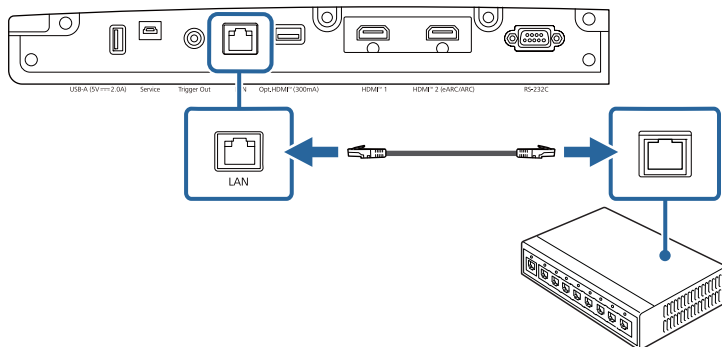 USB-A (5V⎓2.0A) Service Trigger Out Opt.HDMI™ (300mA) HDMI™ 1 HDMI™ 2 (eARC/ARC) RS-232C
LAN